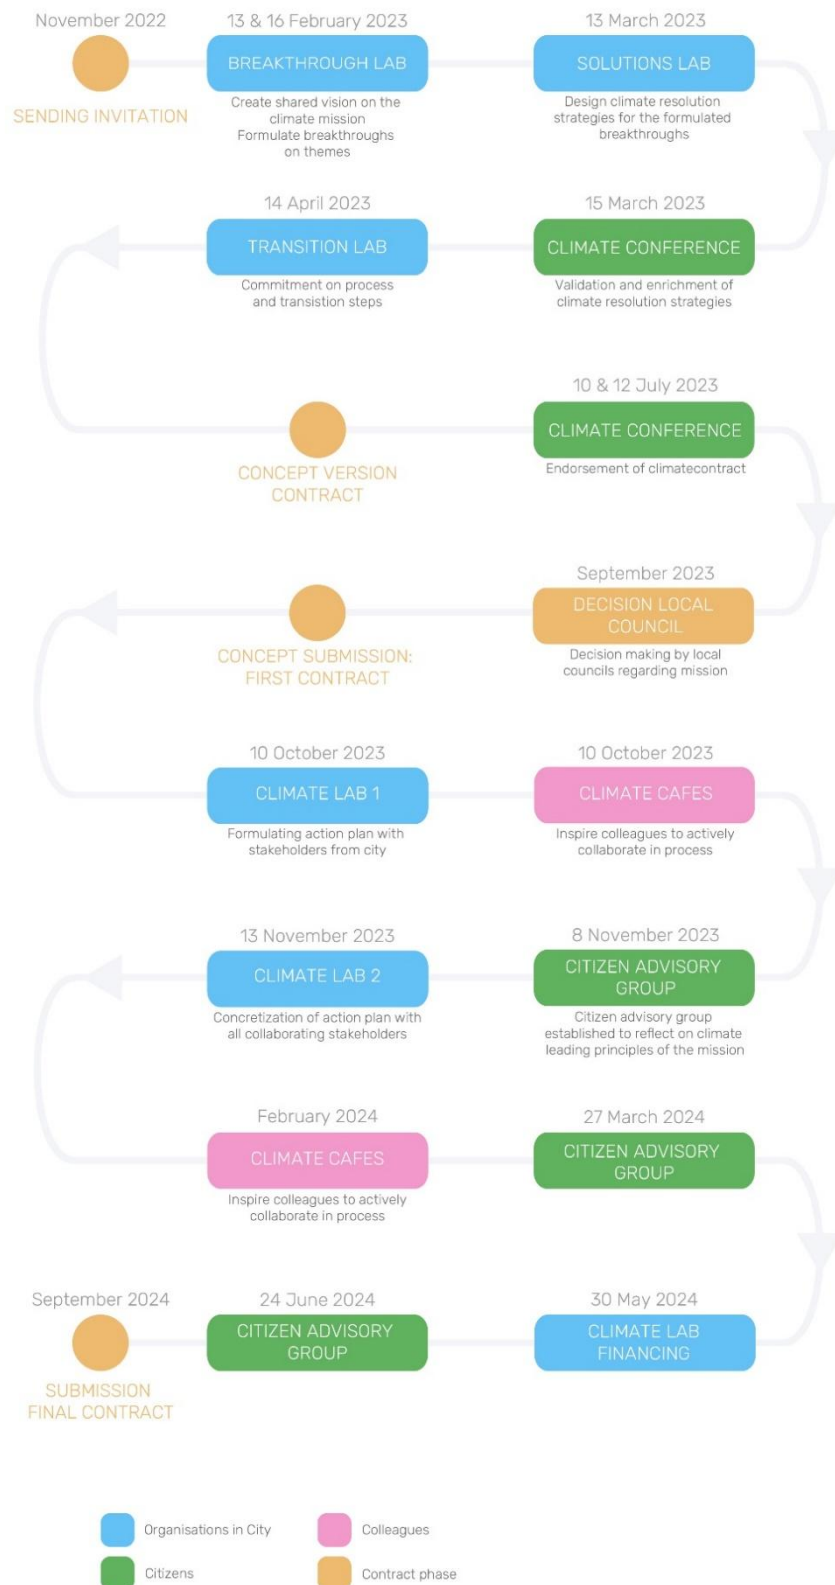 November 2022
13 & 16 February 2023
13 March 2023
BREAKTHROUGH LAB
SOLUTIONS LAB
SENDING INVITATION
Create shared vision on the
climate mission
Formulate breakthroughs
on themes
Design climate resolution
strategies for the formulated
breakthroughs
14 April 2023
15 March 2023
TRANSITION LAB
CLIMATE CONFERENCE
Commitment on process
and transistion steps
Validation and enrichment of
climate resolution strategies
10 & 12 July 2023
CLIMATE CONFERENCE
CONCEPT VERSION
CONTRACT
Endorsement of climatecontract
September 2023
DECISION LOCAL
COUNCIL
CONCEPT SUBMISSION:
FIRST CONTRACT
Decision making by local
councils regarding mission
10 October 2023
10 October 2023
CLIMATE LAB 1
CLIMATE CAFES
Formulating action plan with
stakeholders from city
Inspire colleagues to actively
collaborate in process
13 November 2023
8 November 2023
CLIMATE LAB 2
CITIZEN ADVISORY
GROUP
Concretization of action plan with
all collaborating stakeholders
Citizen advisory group
established to reflect on climate
leading principles of the mission
February 2024
27 March 2024
CLIMATE CAFES
CITIZEN ADVISORY
GROUP
Inspire colleagues to actively
collaborate in process
September 2024
24 June 2024
30 May 2024
CITIZEN ADVISORY
GROUP
CLIMATE LAB
FINANCING
SUBMISSION
FINAL CONTRACT
Organisations in City
Colleagues
Citizens
Contract phase